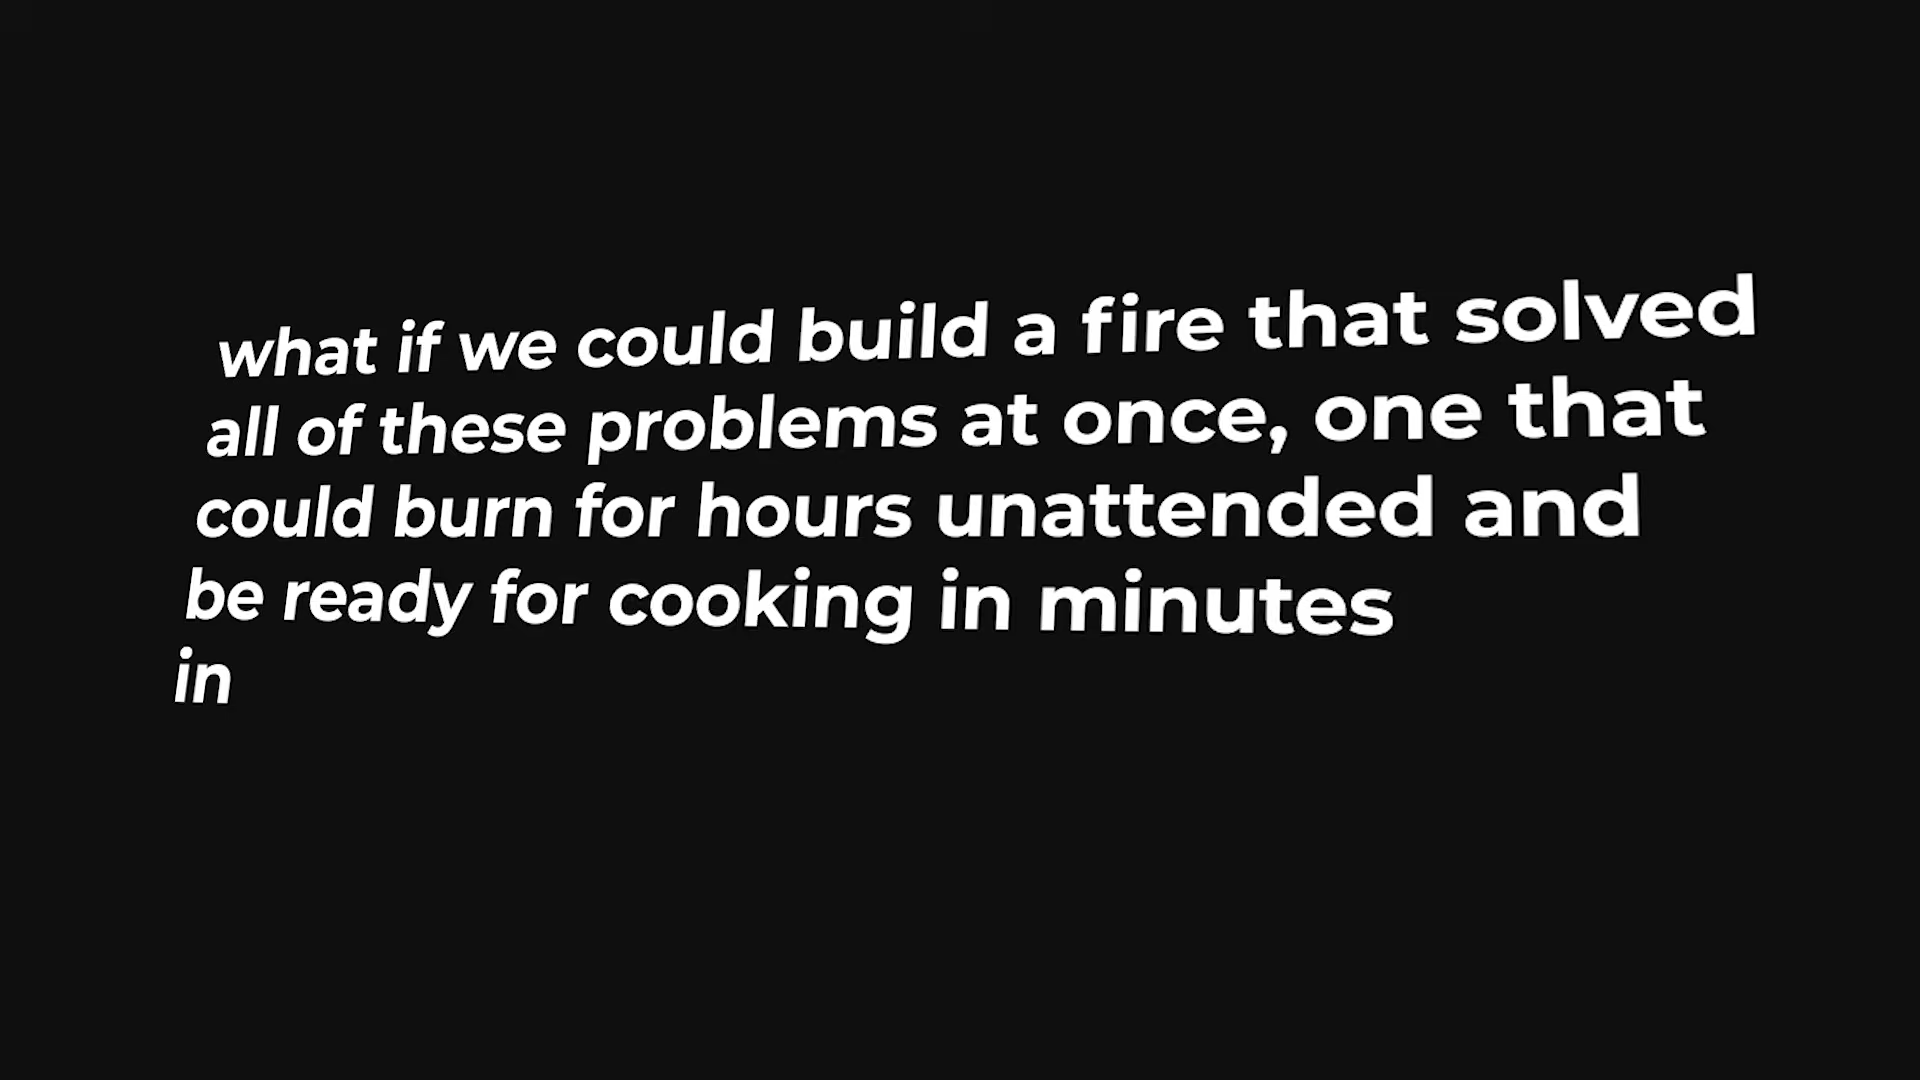 what if we could build a fire that solved
all of these problems at once, one that
could burn for hours unattended and
be ready for cooking in minutes
in